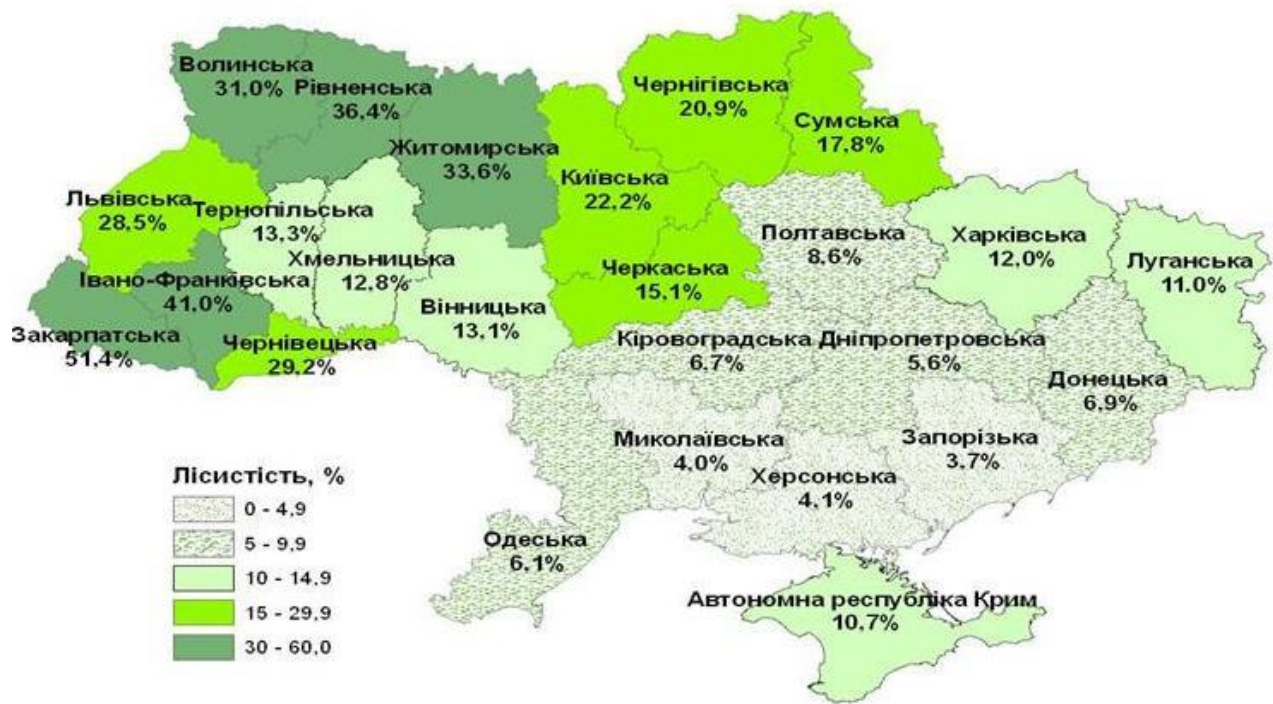 Волинська
31,0%
Рівненська
36,4%
Житомирська
33,6%
Чернігівська
20,9%
Сумська
17,8%
Київська
22,2%
Львівська
28,5%
Тернопільська
13,3%
Хмельницька
12,8%
Івано-Франківська
41,0%
Закарпатська
51,4%
Чернівецька
29,2%
Вінницька
13,1%
Черкаська
15,1%
Полтавська
8,6%
Харківська
12,0%
Луганська
11.0%
Кіровоградська
6.7%
Дніпропетровська
5.6%
Донецька
6,9%
Миколаївська
4.0%
Херсонська
4,1%
Запорізька
3.7%
Одеська
6,1%
Автономна республіка Крим
10,7%
Лісистість, %
0 - 4,9
5 - 9,9
10 - 14.9
15 - 29,9
30 - 60,0